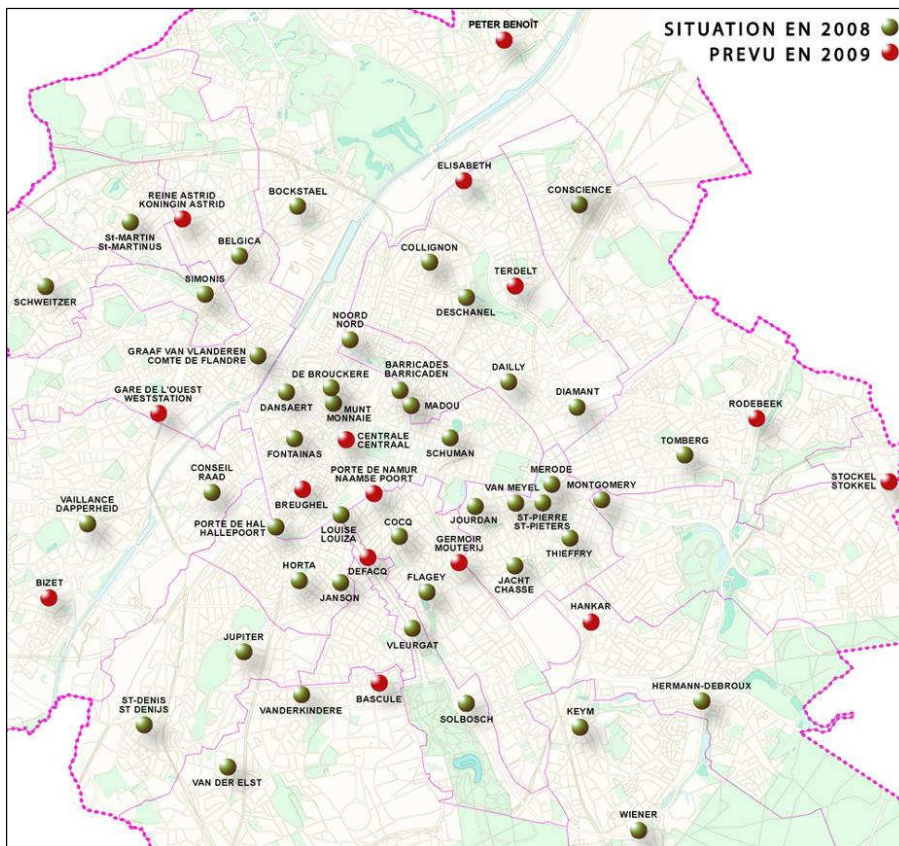 SITUATION EN 2008
PREVU EN 2009
PETER BENOÎT
ELISABETH
CONSCIENCE
BOCKSTAEL
REINE ASTRID
KONINGIN ASTRID
St-MARTIN
St-MARTINUS
BELGICA
COLLIGNON
TERDELT
SIMONIS
SCHWEITZER
DESCHANEL
NOORD
NORD
GRAAF VAN VLANDEREN
COMTE DE FLANDRE
DE BROUCKERE
BARRICADES
BARRICADEN
DAILLY
DIAMANT
GARE DE L'OUEST
WESTSTATION
DANSAERT
MUNT
MONNAIE
MADOU
RODEBEEK
FONTAINAS
CENTRALE
CENTRAAL
SCHUMAN
TOMBERG
CONSEIL
RAAD
PORTE DE NAMUR
NAAMSE POORT
MERODE
STOCKEL
STOKKEL
VAN MEYEL
MONTGOMERY
VAILLANCE
DAPPERHEID
BREUGHEL
JOURDAN
ST-PIERRE
ST-PIETERS
PORTE DE HAL
HALLEPOORT
LOUISE
LOUIZA
COCQ
GERMOIR
MOUTERIJ
THIEFFRY
DEFACQ
BIZET
HORTA
JANSON
FLAGEY
JACHT
CHASSE
HANKAR
JUPITER
VLEURGAT
HERMANN-DEBROUX
ST-DENIS
ST DENIJS
VANDERKINDERE
BASCULE
SOLBOSCH
KEYM
VAN DER ELST
WIENER